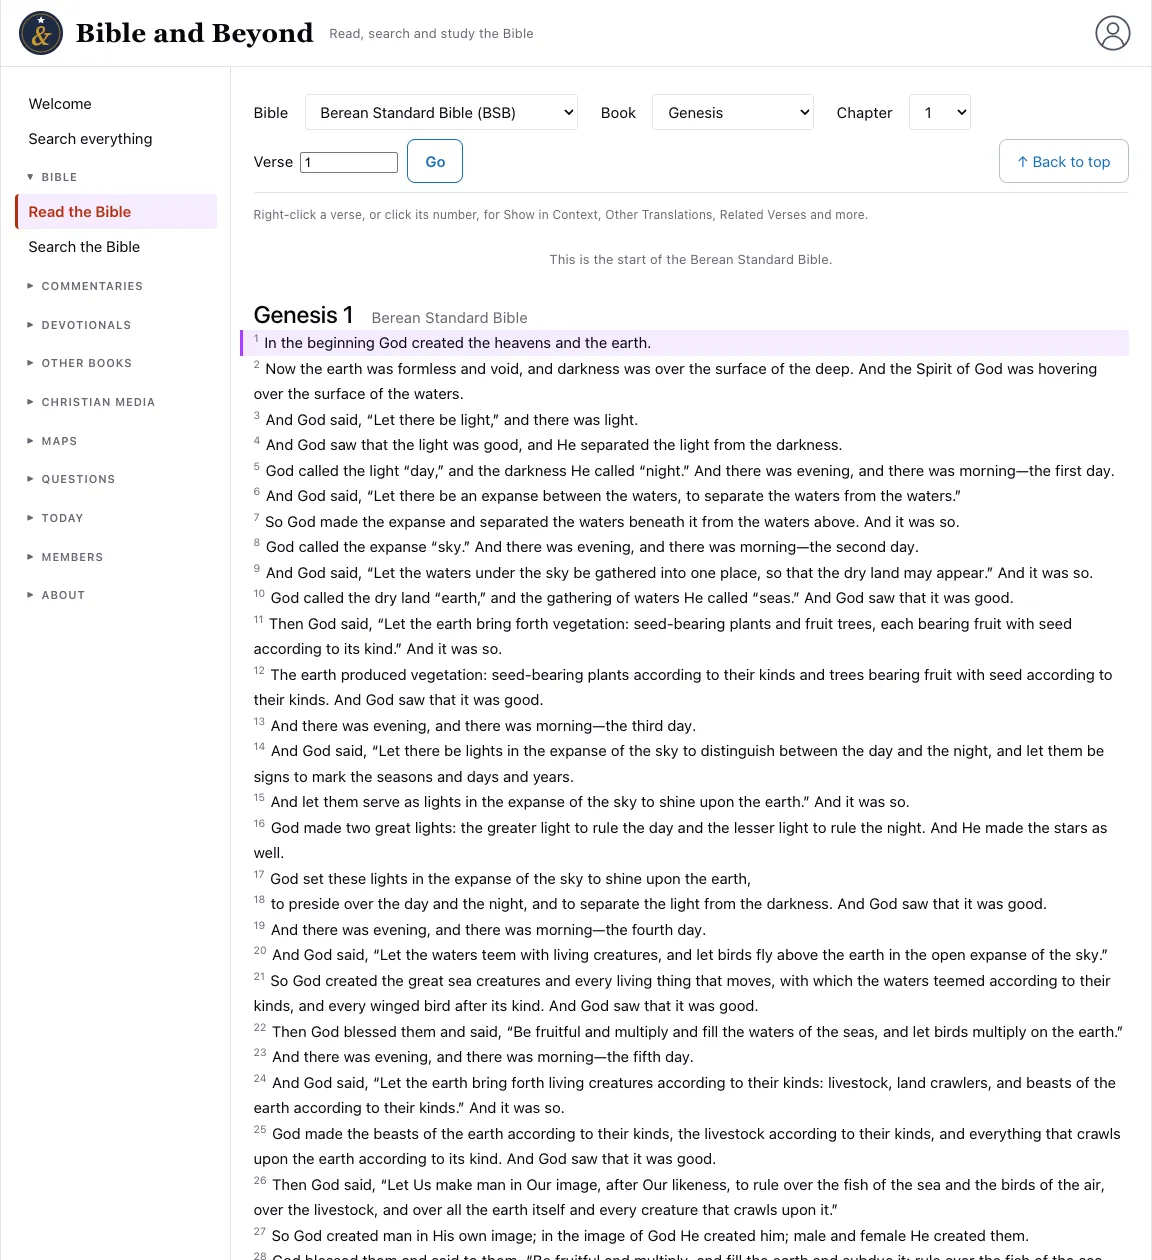 & Bible and Beyond Read, search and study the Bible
Welcome
Search everything
▼ BIBLE
Read the Bible
Search the Bible
► COMMENTARIES
► DEVOTIONALS
► OTHER BOOKS
► CHRISTIAN MEDIA
► MAPS
► QUESTIONS
► TODAY
► MEMBERS
► ABOUT
Bible Berean Standard Bible (BSB) Book Genesis Chapter 1
Verse 1 Go ↑ Back to top
Right-click a verse, or click its number, for Show in Context, Other Translations, Related Verses and more.
This is the start of the Berean Standard Bible.
Genesis 1 Berean Standard Bible
1 In the beginning God created the heavens and the earth.
2 Now the earth was formless and void, and darkness was over the surface of the deep. And the Spirit of God was hovering
over the surface of the waters.
3 And God said, “Let there be light,” and there was light.
4 And God saw that the light was good, and He separated the light from the darkness.
5 God called the light “day,” and the darkness He called “night.” And there was evening, and there was morning—the first day.
6 And God said, “Let there be an expanse between the waters, to separate the waters from the waters.”
7 So God made the expanse and separated the waters beneath it from the waters above. And it was so.
8 God called the expanse “sky.” And there was evening, and there was morning—the second day.
9 And God said, “Let the waters under the sky be gathered into one place, so that the dry land may appear.” And it was so.
10 God called the dry land “earth,” and the gathering of waters He called “seas.” And God saw that it was good.
11 Then God said, “Let the earth bring forth vegetation: seed-bearing plants and fruit trees, each bearing fruit with seed
according to its kind.” And it was so.
12 The earth produced vegetation: seed-bearing plants according to their kinds and trees bearing fruit with seed according to
their kinds. And God saw that it was good.
13 And there was evening, and there was morning—the third day.
14 And God said, “Let there be lights in the expanse of the sky to distinguish between the day and the night, and let them be
signs to mark the seasons and days and years.
15 And let them serve as lights in the expanse of the sky to shine upon the earth.” And it was so.
16 God made two great lights: the greater light to rule the day and the lesser light to rule the night. And He made the stars as
well.
17 God set these lights in the expanse of the sky to shine upon the earth,
18 to preside over the day and the night, and to separate the light from the darkness. And God saw that it was good.
19 And there was evening, and there was morning—the fourth day.
20 And God said, “Let the waters teem with living creatures, and let birds fly above the earth in the open expanse of the sky.”
21 So God created the great sea creatures and every living thing that moves, with which the waters teemed according to their
kinds, and every winged bird after its kind. And God saw that it was good.
22 Then God blessed them and said, “Be fruitful and multiply and fill the waters of the seas, and let birds multiply on the earth.”
23 And there was evening, and there was morning—the fifth day.
24 And God said, “Let the earth bring forth living creatures according to their kinds: livestock, land crawlers, and beasts of the
earth according to their kinds.” And it was so.
25 God made the beasts of the earth according to their kinds, the livestock according to their kinds, and everything that crawls
upon the earth according to its kind. And God saw that it was good.
26 Then God said, “Let Us make man in Our image, after Our likeness, to rule over the fish of the sea and the birds of the air,
over the livestock, and over all the earth itself and every creature that crawls upon it.”
27 So God created man in His own image; in the image of God He created him; male and female He created them.
28 God blessed them and said to them, “Be fruitful and multiply, and fill the earth and subdue it; rule over the fish of the sea